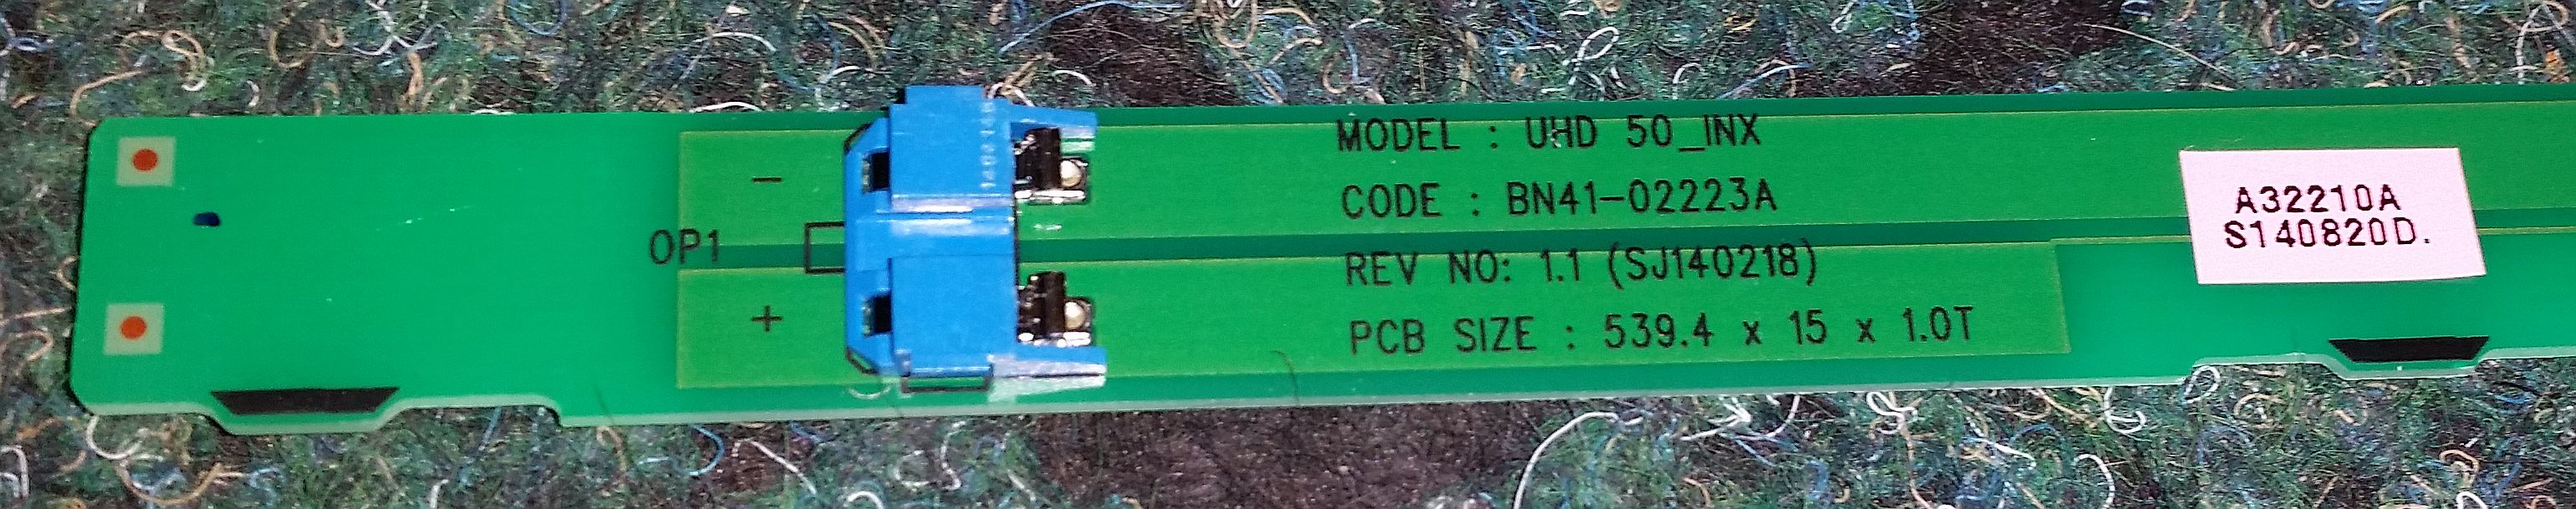 OP1
−
+
MODEL : UHD 50_INX
CODE : BN41-02223A
REV NO: 1.1 (SJ140218)
PCB SIZE : 539.4 x 15 x 1.0T
A32210A
S140820D.